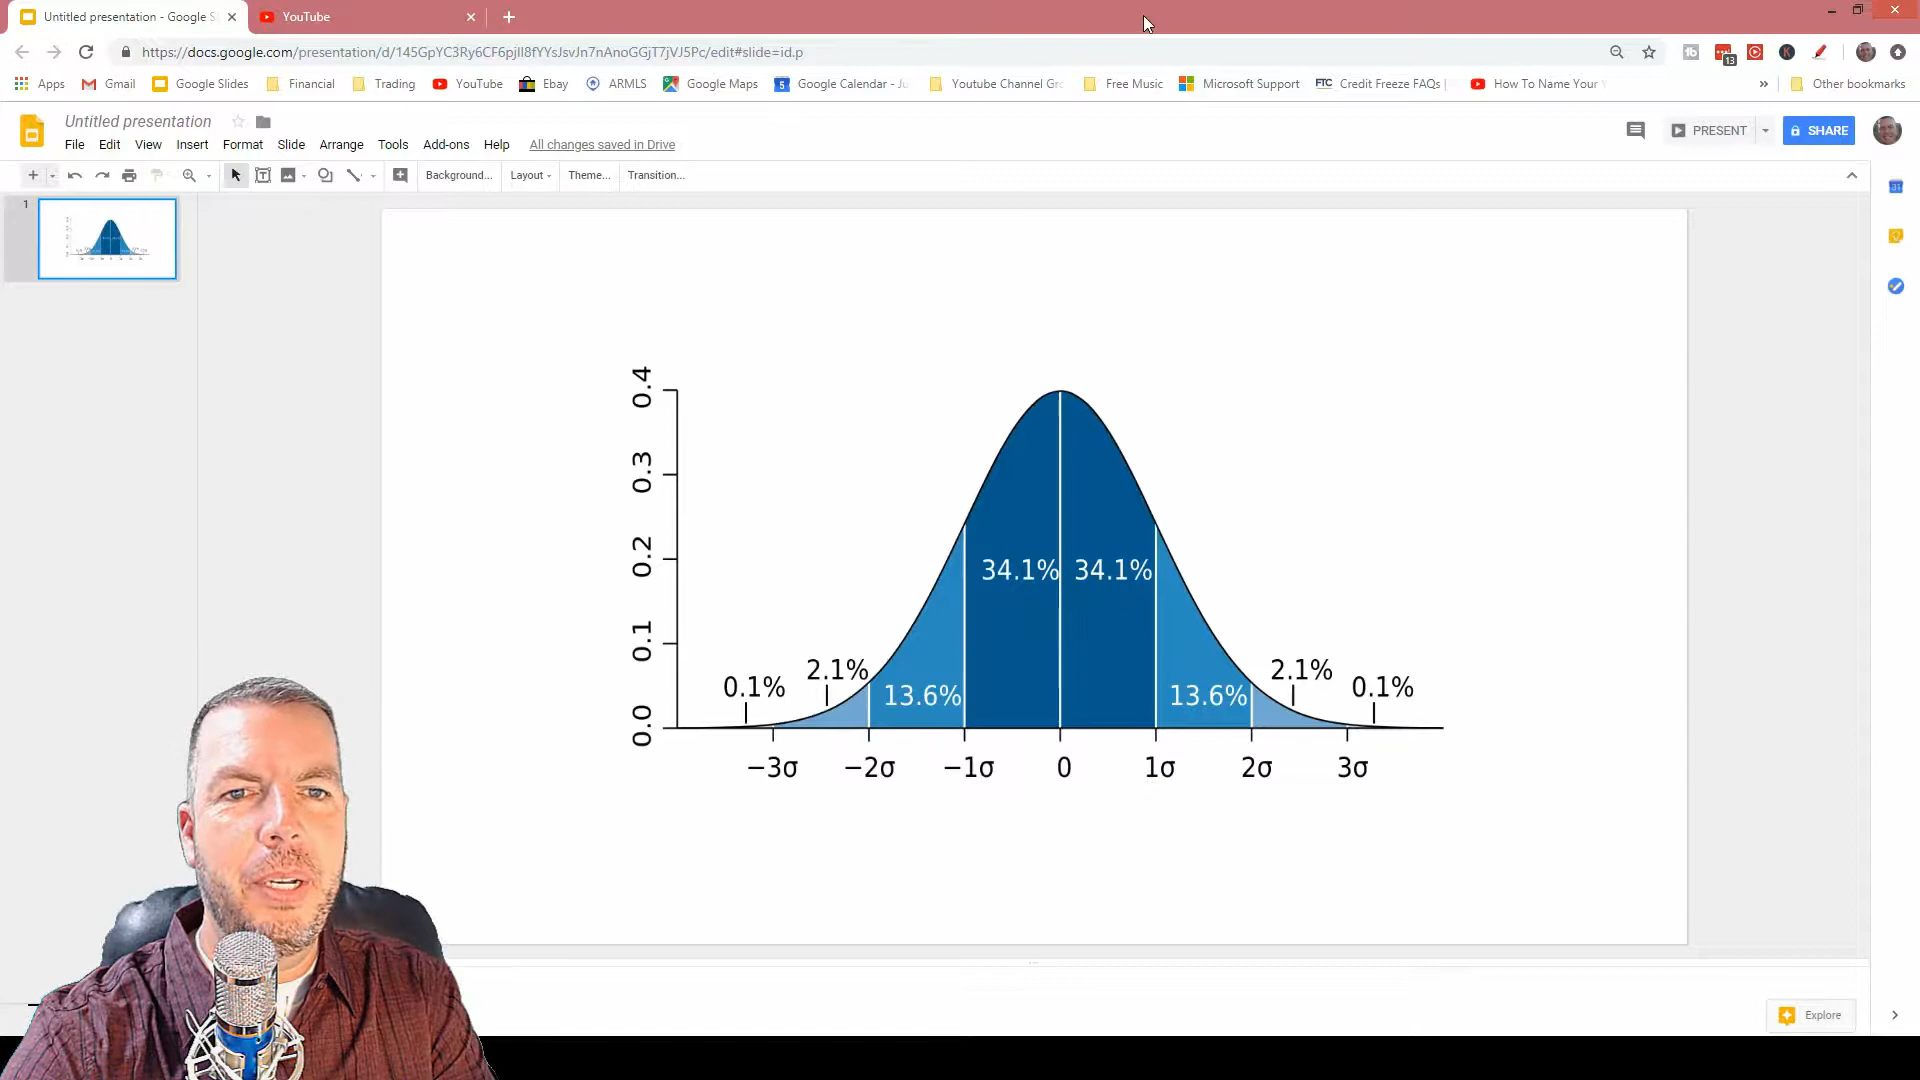 Untitled presentation - Google S
YouTube
https://docs.google.com/presentation/d/145GpYC3Ry6CF6pjll8fYYsJsvJn7nAnoGGjT7jVJ5Pc/edit#slide=id.p
13
Apps
Gmail
Google Slides
Financial
Trading
YouTube
Ebay
ARMLS
Google Maps
Google Calendar - Ju
Youtube Channel Gro
Free Music
Microsoft Support
FTC
Credit Freeze FAQs |
How To Name Your Y
Other bookmarks
Untitled presentation
PRESENT
SHARE
File Edit View Insert Format Slide Arrange Tools Add-ons Help All changes saved in Drive
Background... Layout Theme... Transition...
1
0.4
0.3
0.2
0.1
0.0
34.1% 34.1%
0.1% 2.1% 13.6% 13.6% 2.1% 0.1%
−3σ −2σ −1σ 0 1σ 2σ 3σ
Explore